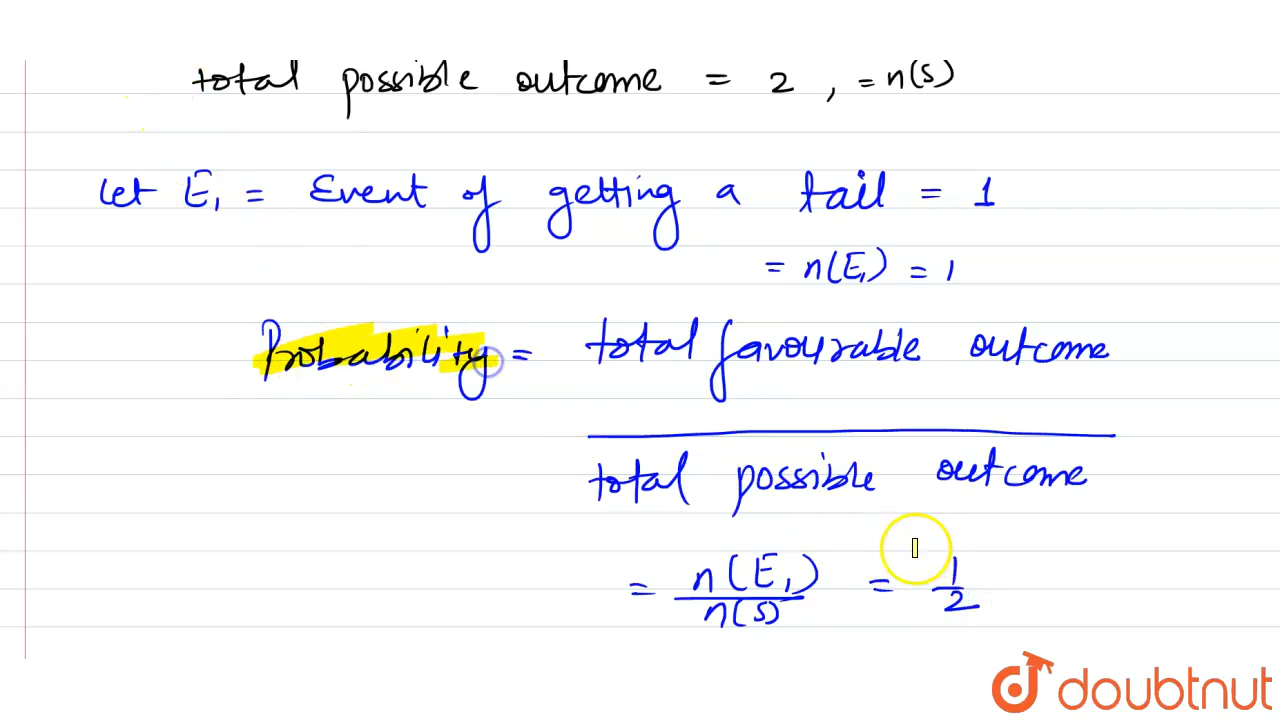 total possible outcome = 2 , = n(S)
Let E₁ = Event of getting a tail = 1
= n(E₁) = 1
Probability = total favourable outcome
total possible outcome
= n(E₁)/n(S) = 1/2
doubtnut